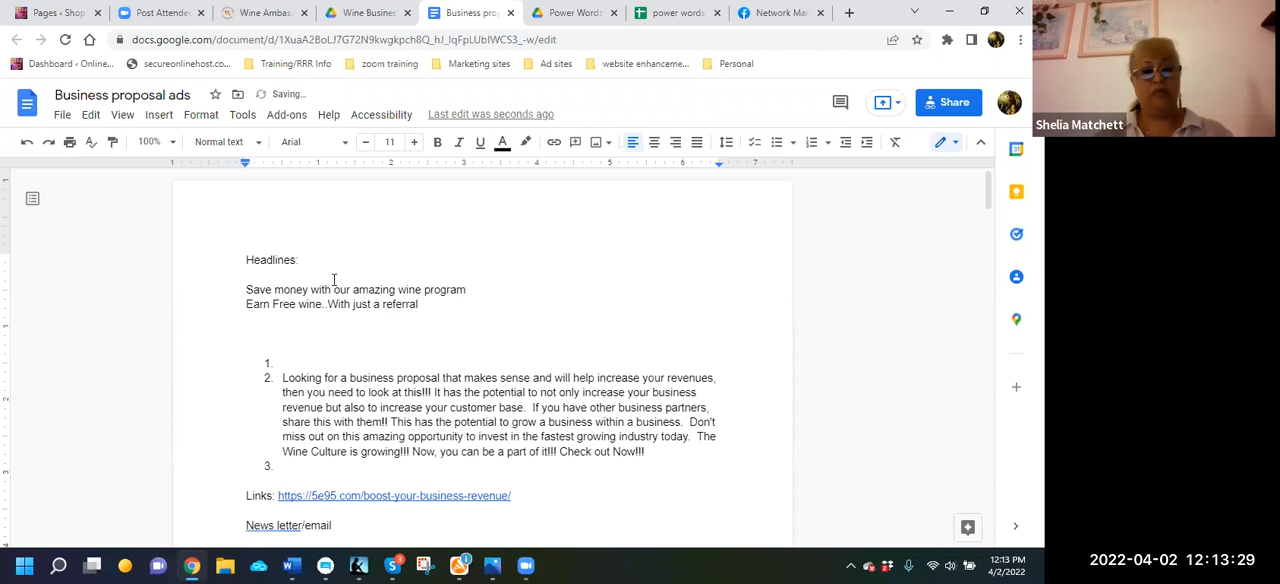 Pages ‹ Shop
Post Attende
Wine Ambas
Wine Busines
Business pro
Power Words
power words
Network Mar
docs.google.com/document/d/1XuaA2BoLJ7G72N9kwgkpch8Q_hJ_IqFpLUbIWCS3_-w/edit
Dashboard ‹ Onlin...
secureonlinehost.co...
Training/RRR Info
zoom training
Marketing sites
Ad sites
website enhanceme...
Personal
Shelia Matchett
Business proposal ads
Saving...
Share
File Edit View Insert Format Tools Add-ons Help Accessibility
Last edit was seconds ago
100% Normal text Arial 11 B I U A
Headlines:
Save money with our amazing wine program
Earn Free wine..With just a referral
1.
2. Looking for a business proposal that makes sense and will help increase your revenues,
then you need to look at this!!! It has the potential to not only increase your business
revenue but also to increase your customer base. If you have other business partners,
share this with them!! This has the potential to grow a business within a business. Don't
miss out on this amazing opportunity to invest in the fastest growing industry today. The
Wine Culture is growing!!! Now, you can be a part of it!!! Check out Now!!!
3.
Links: https://5e95.com/boost-your-business-revenue/
News letter/email
12:13 PM
4/2/2022
2022-04-02 12:13:29